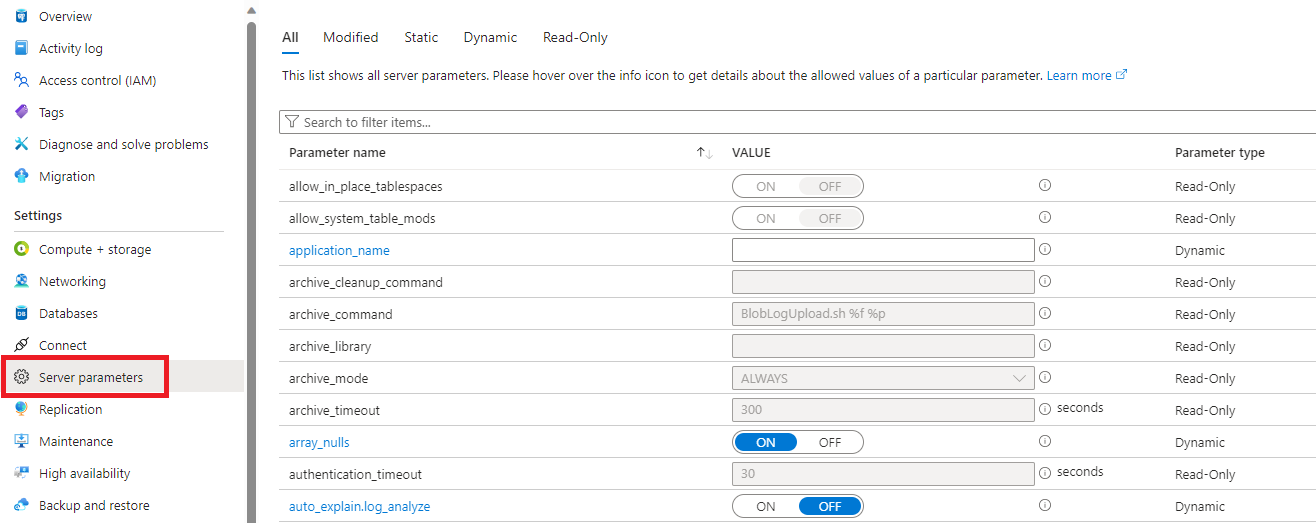 Overview
Activity log
Access control (IAM)
Tags
Diagnose and solve problems
Migration
Settings
Compute + storage
Networking
Databases
Connect
Server parameters
Replication
Maintenance
High availability
Backup and restore
All Modified Static Dynamic Read-Only
This list shows all server parameters. Please hover over the info icon to get details about the allowed values of a particular parameter. Learn more
Search to filter items...
Parameter name VALUE Parameter type
allow_in_place_tablespaces ON OFF Read-Only
allow_system_table_mods ON OFF Read-Only
application_name Dynamic
archive_cleanup_command Read-Only
archive_command BlobLogUpload.sh %f %p Read-Only
archive_library Read-Only
archive_mode ALWAYS Read-Only
archive_timeout 300 seconds Read-Only
array_nulls ON OFF Dynamic
authentication_timeout 30 seconds Read-Only
auto_explain.log_analyze ON OFF Dynamic